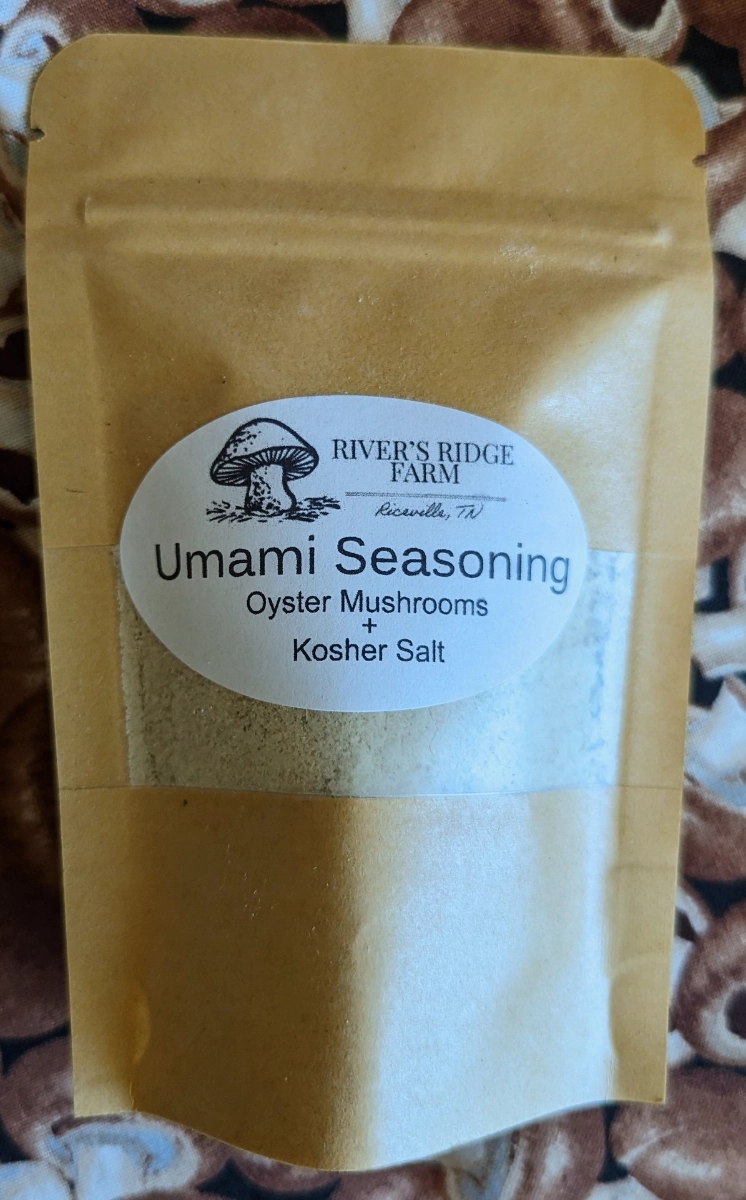 RIVER'S RIDGE
FARM
Riceville, TN
Umami Seasoning
Oyster Mushrooms
+
Kosher Salt